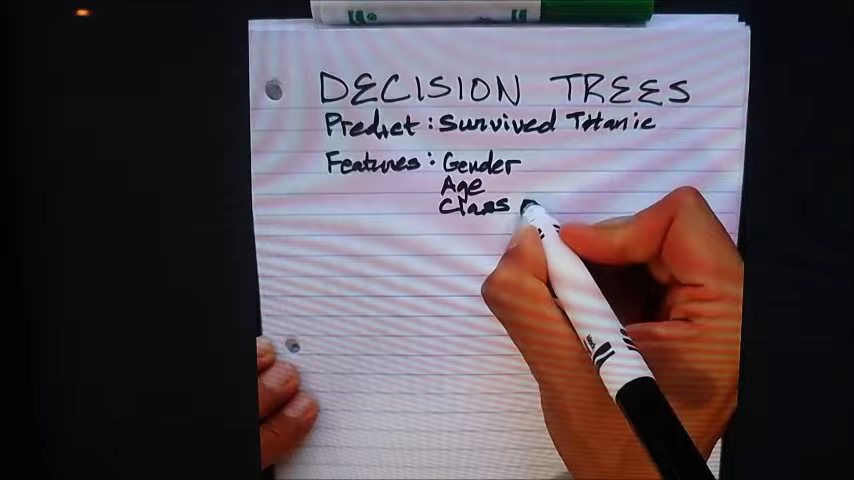 DECISION TREES
Predict: Survived Titanic
Features: Gender
Age
Class